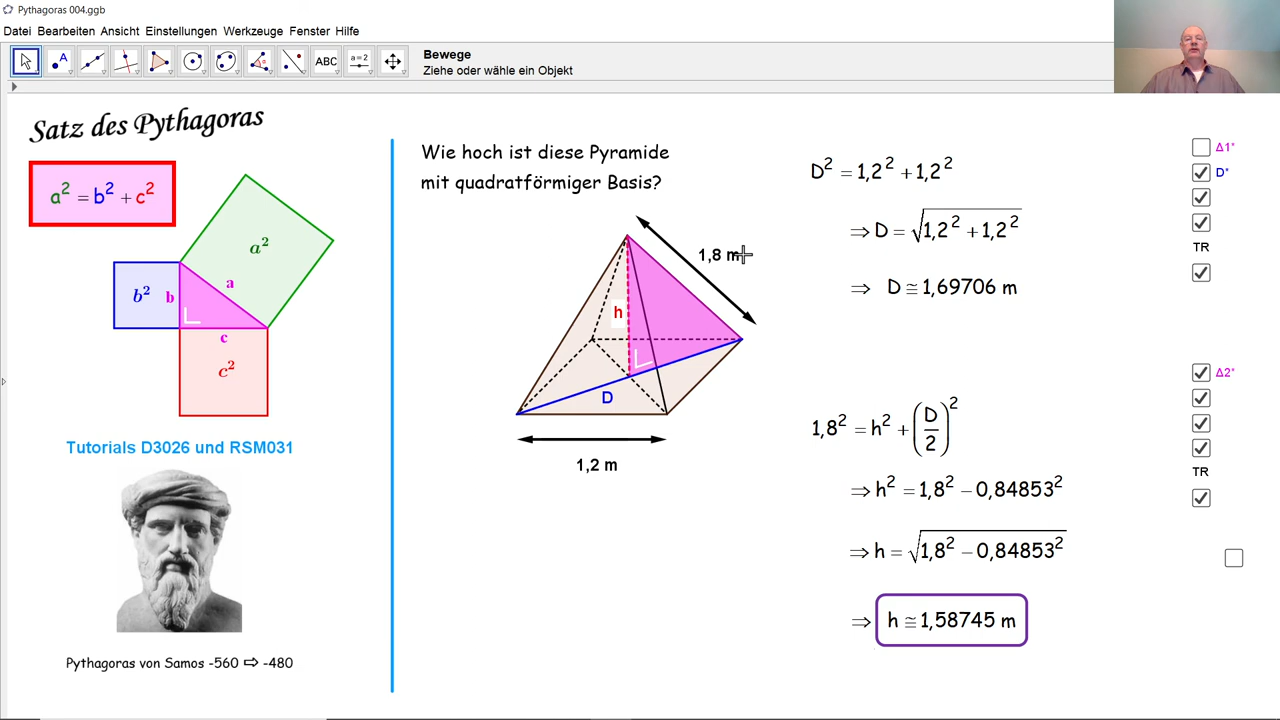 Pythagoras 004.ggb
Datei Bearbeiten Ansicht Einstellungen Werkzeuge Fenster Hilfe
A
ABC
a=2
Bewege
Ziehe oder wähle ein Objekt
Satz des Pythagoras
a² = b² + c²
a²
b²
b
a
c
c²
Tutorials D3026 und RSM031
Pythagoras von Samos -560 ⇨ -480
Wie hoch ist diese Pyramide
mit quadratförmiger Basis?
1,8 m
h
D
1,2 m
D² = 1,2² + 1,2²
⇒ D = √(1,2² + 1,2²)
⇒ D ≅ 1,69706 m
1,8² = h² + (D/2)²
⇒ h² = 1,8² − 0,84853²
⇒ h = √(1,8² − 0,84853²)
⇒ h ≅ 1,58745 m
Δ1*
D*
TR
Δ2*
TR